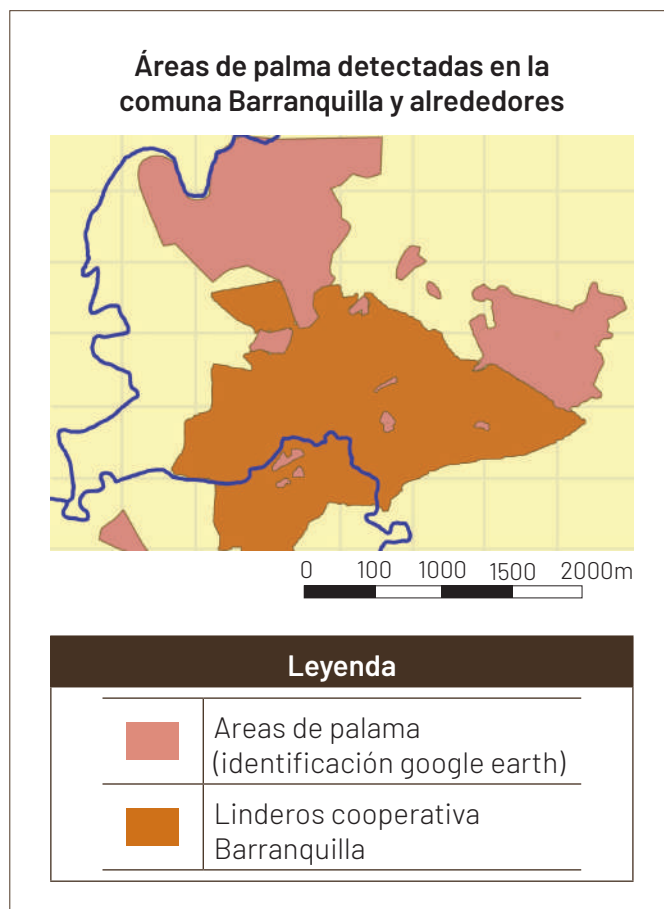 Áreas de palma detectadas en la
comuna Barranquilla y alrededores
0 100 1000 1500 2000m
Leyenda
Areas de palama
(identificación google earth)
Linderos cooperativa
Barranquilla